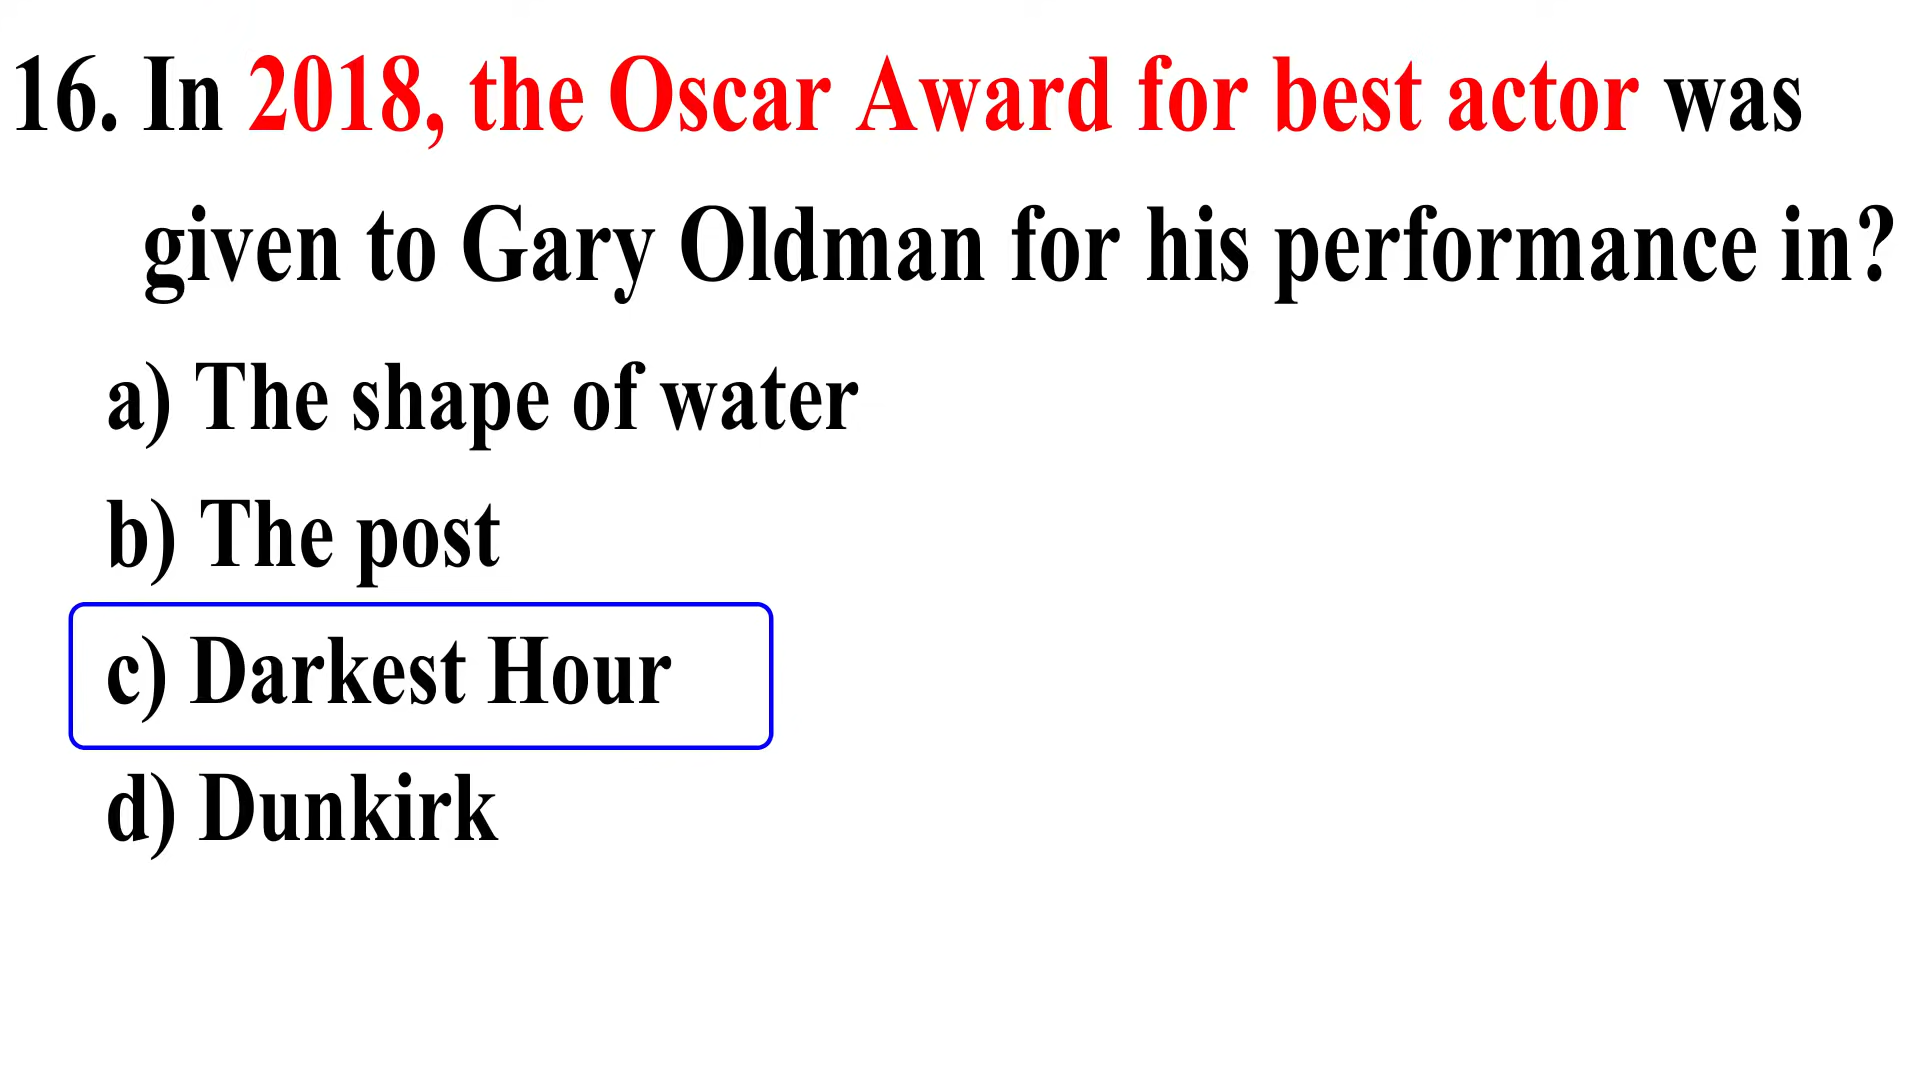 16. In 2018, the Oscar Award for best actor was
given to Gary Oldman for his performance in?
a) The shape of water
b) The post
c) Darkest Hour
d) Dunkirk